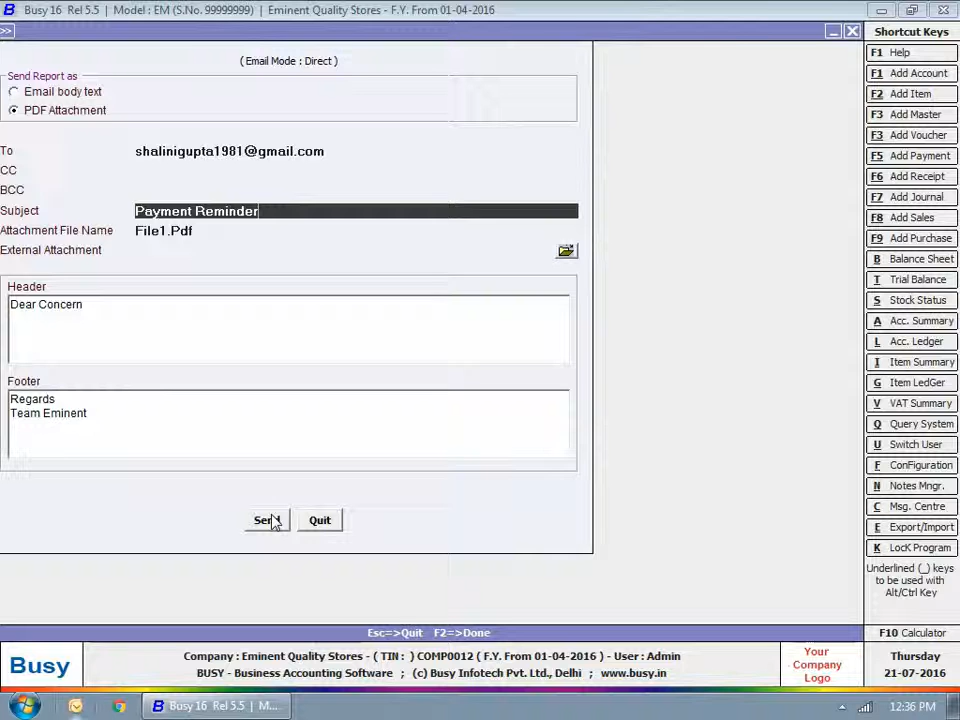 B Busy 16 Rel 5.5 | Model : EM (S.No. 99999999) | Eminent Quality Stores - F.Y. From 01-04-2016
>>
( Email Mode : Direct )
Send Report as
Email body text
PDF Attachment
To shalinigupta1981@gmail.com
CC
BCC
Subject Payment Reminder
Attachment File Name File1.Pdf
External Attachment
Header
Dear Concern
Footer
Regards
Team Eminent
Send Quit
Shortcut Keys
F1 Help
F1 Add Account
F2 Add Item
F3 Add Master
F3 Add Voucher
F5 Add Payment
F6 Add Receipt
F7 Add Journal
F8 Add Sales
F9 Add Purchase
B Balance Sheet
T Trial Balance
S Stock Status
A Acc. Summary
L Acc. Ledger
I Item Summary
G Item LedGer
V VAT Summary
Q Query System
U Switch User
F ConFiguration
N Notes Mngr.
C Msg. Centre
E Export/Import
K LocK Program
Underlined (_) keys
to be used with
Alt/Ctrl Key
F10 Calculator
Esc=>Quit F2=>Done
Busy
Company : Eminent Quality Stores - ( TIN : ) COMP0012 ( F.Y. From 01-04-2016 ) - User : Admin
BUSY - Business Accounting Software ; (c) Busy Infotech Pvt. Ltd., Delhi ; www.busy.in
Your
Company
Logo
Thursday
21-07-2016
B Busy 16 Rel 5.5 | M...
12:36 PM